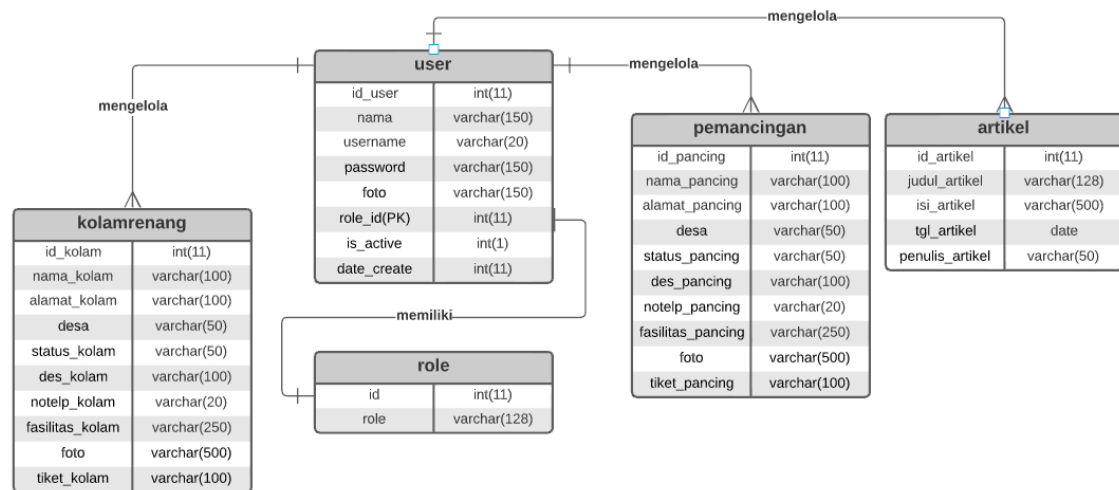 mengelola
user
id_user int(11)
nama varchar(150)
username varchar(20)
password varchar(150)
foto varchar(150)
role_id(PK) int(11)
is_active int(1)
date_create int(11)
mengelola
mengelola
pemancingan
id_pancing int(11)
nama_pancing varchar(100)
alamat_pancing varchar(100)
desa varchar(50)
status_pancing varchar(50)
des_pancing varchar(100)
notelp_pancing varchar(20)
fasilitas_pancing varchar(250)
foto varchar(500)
tiket_pancing varchar(100)
artikel
id_artikel int(11)
judul_artikel varchar(128)
isi_artikel varchar(500)
tgl_artikel date
penulis_artikel varchar(50)
kolamrenang
id_kolam int(11)
nama_kolam varchar(100)
alamat_kolam varchar(100)
desa varchar(50)
status_kolam varchar(50)
des_kolam varchar(100)
notelp_kolam varchar(20)
fasilitas_kolam varchar(250)
foto varchar(500)
tiket_kolam varchar(100)
memiliki
role
id int(11)
role varchar(128)